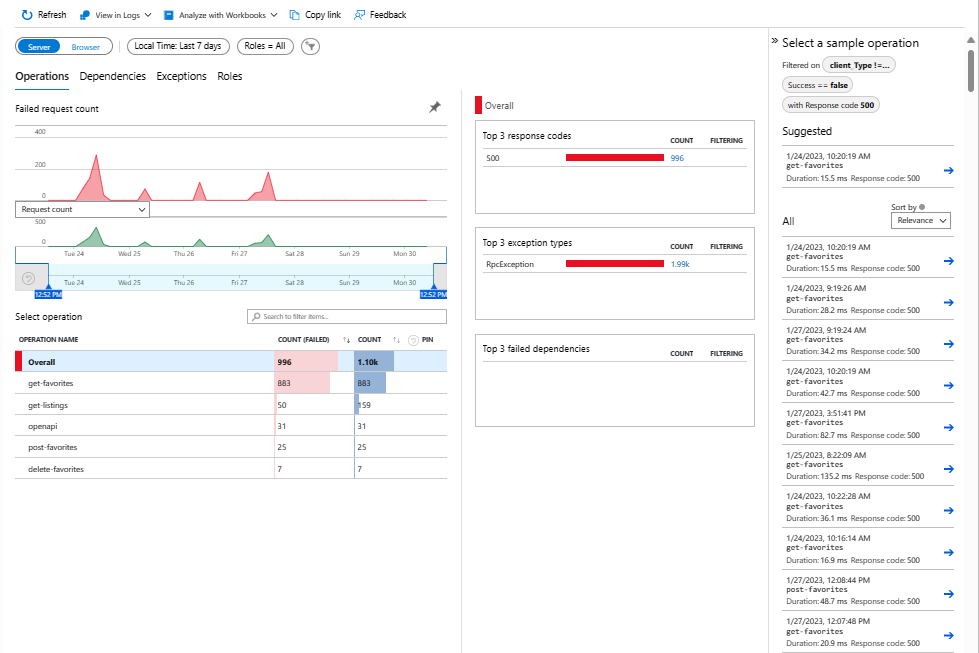 Refresh View in Logs Analyze with Workbooks Copy link Feedback
Server Browser Local Time: Last 7 days Roles = All
Operations Dependencies Exceptions Roles
Failed request count
400
200
0
Request count
500
0
Tue 24 Wed 25 Thu 26 Fri 27 Sat 28 Sun 29 Mon 30
Tue 24 Wed 25 Thu 26 Fri 27 Sat 28 Sun 29 Mon 30
12:52 PM 12:52 PM
Select operation Search to filter items...
OPERATION NAME COUNT (FAILED) COUNT PIN
Overall 996 1.10k
get-favorites 883 883
get-listings 50 159
openapi 31 31
post-favorites 25 25
delete-favorites 7 7
Overall
Top 3 response codes COUNT FILTERING
500 996
Top 3 exception types COUNT FILTERING
RpcException 1.99k
Top 3 failed dependencies COUNT FILTERING
» Select a sample operation
Filtered on client_Type !=...
Success == false
with Response code 500
Suggested
1/24/2023, 10:20:19 AM
get-favorites
Duration: 15.5 ms Response code: 500
Sort by
All Relevance
1/24/2023, 10:20:19 AM
get-favorites
Duration: 15.5 ms Response code: 500
1/24/2023, 9:19:26 AM
get-favorites
Duration: 28.2 ms Response code: 500
1/27/2023, 9:19:24 AM
get-favorites
Duration: 34.2 ms Response code: 500
1/24/2023, 10:20:19 AM
get-favorites
Duration: 42.7 ms Response code: 500
1/27/2023, 3:51:41 PM
get-favorites
Duration: 82.7 ms Response code: 500
1/25/2023, 8:22:09 AM
get-favorites
Duration: 135.2 ms Response code: 500
1/24/2023, 10:22:28 AM
get-favorites
Duration: 36.1 ms Response code: 500
1/24/2023, 10:16:14 AM
get-favorites
Duration: 16.9 ms Response code: 500
1/27/2023, 12:08:44 PM
post-favorites
Duration: 48.7 ms Response code: 500
1/27/2023, 12:07:48 PM
get-favorites
Duration: 20.9 ms Response code: 500